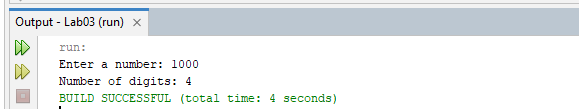 Output - Lab03 (run) ×
run:
Enter a number: 1000
Number of digits: 4
BUILD SUCCESSFUL (total time: 4 seconds)